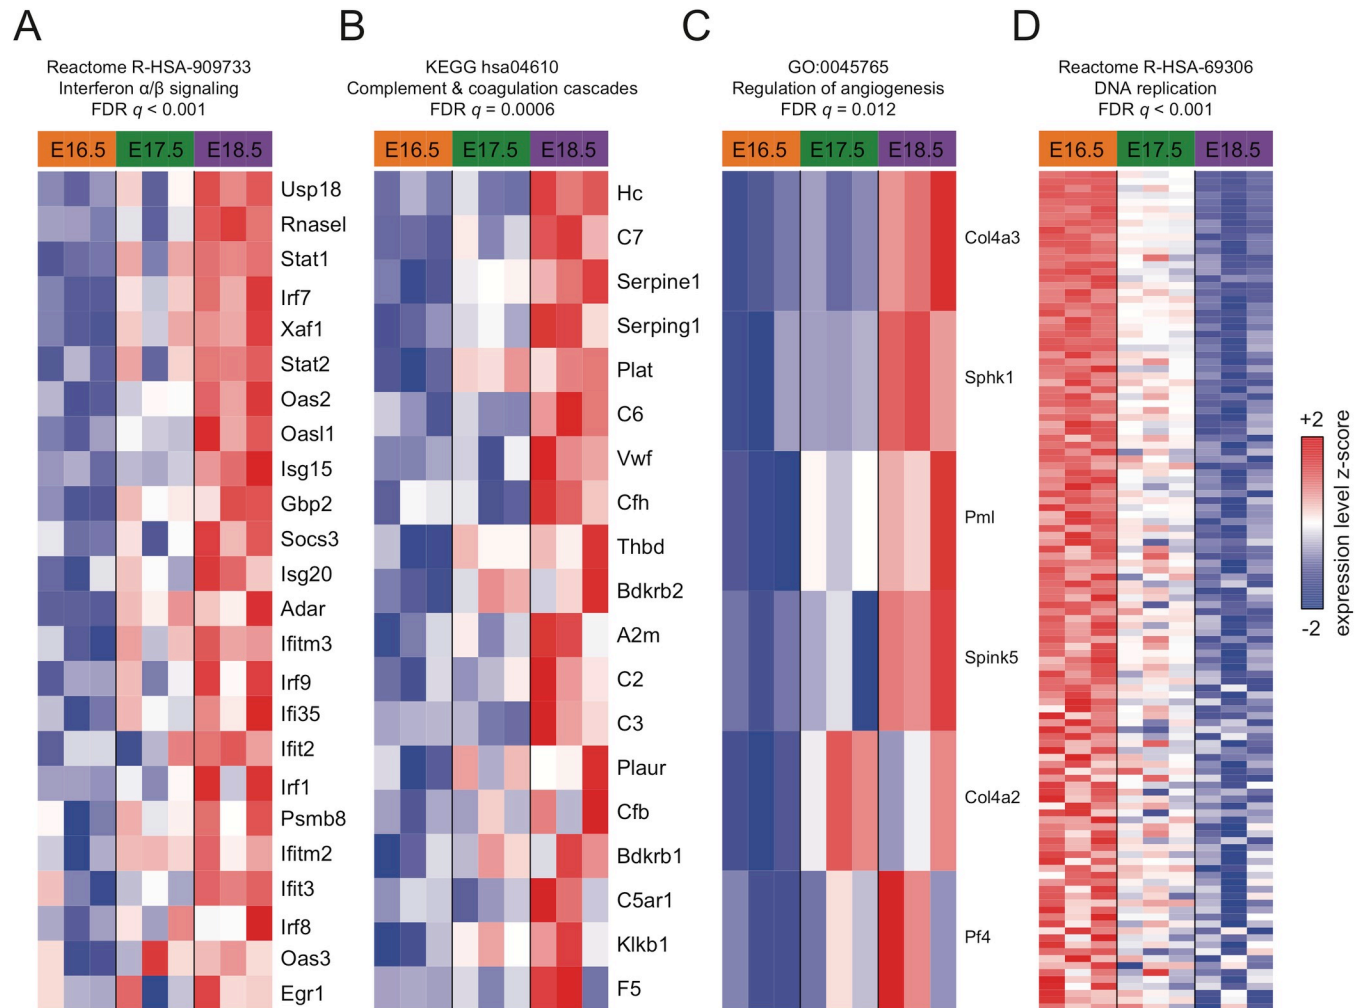 A
Reactome R-HSA-909733
Interferon α/β signaling
FDR q < 0.001
E16.5 E17.5 E18.5
Usp18
Rnasel
Stat1
Irf7
Xaf1
Stat2
Oas2
Oasl1
Isg15
Gbp2
Socs3
Isg20
Adar
Ifitm3
Irf9
Ifi35
Ifit2
Irf1
Psmb8
Ifitm2
Ifit3
Irf8
Oas3
Egr1
B
KEGG hsa04610
Complement & coagulation cascades
FDR q = 0.0006
E16.5 E17.5 E18.5
Hc
C7
Serpine1
Serping1
Plat
C6
Vwf
Cfh
Thbd
Bdkrb2
A2m
C2
C3
Plaur
Cfb
Bdkrb1
C5ar1
Klkb1
F5
C
GO:0045765
Regulation of angiogenesis
FDR q = 0.012
E16.5 E17.5 E18.5
Col4a3
Sphk1
Pml
Spink5
Col4a2
Pf4
D
Reactome R-HSA-69306
DNA replication
FDR q < 0.001
E16.5 E17.5 E18.5
+2
-2
expression level z-score